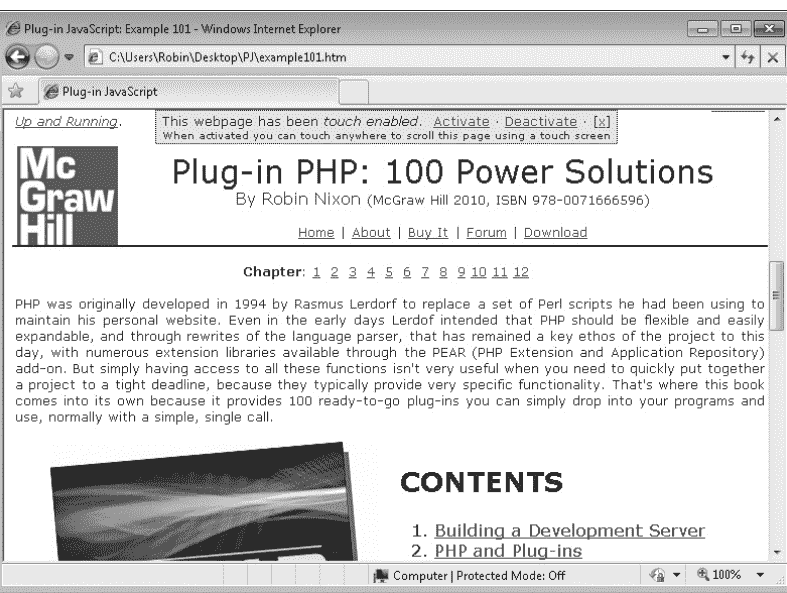 Plug-in JavaScript: Example 101 - Windows Internet Explorer
C:\Users\Robin\Desktop\PJ\example101.htm
Plug-in JavaScript
Up and Running.
This webpage has been touch enabled. Activate · Deactivate · [x]
When activated you can touch anywhere to scroll this page using a touch screen
Mc
Graw
Hill
Plug-in PHP: 100 Power Solutions
By Robin Nixon (McGraw Hill 2010, ISBN 978-0071666596)
Home | About | Buy It | Forum | Download
Chapter: 1 2 3 4 5 6 7 8 9 10 11 12
PHP was originally developed in 1994 by Rasmus Lerdorf to replace a set of Perl scripts he had been using to
maintain his personal website. Even in the early days Lerdof intended that PHP should be flexible and easily
expandable, and through rewrites of the language parser, that has remained a key ethos of the project to this
day, with numerous extension libraries available through the PEAR (PHP Extension and Application Repository)
add-on. But simply having access to all these functions isn't very useful when you need to quickly put together
a project to a tight deadline, because they typically provide very specific functionality. That's where this book
comes into its own because it provides 100 ready-to-go plug-ins you can simply drop into your programs and
use, normally with a simple, single call.
CONTENTS
1. Building a Development Server
2. PHP and Plug-ins
Computer | Protected Mode: Off
100%